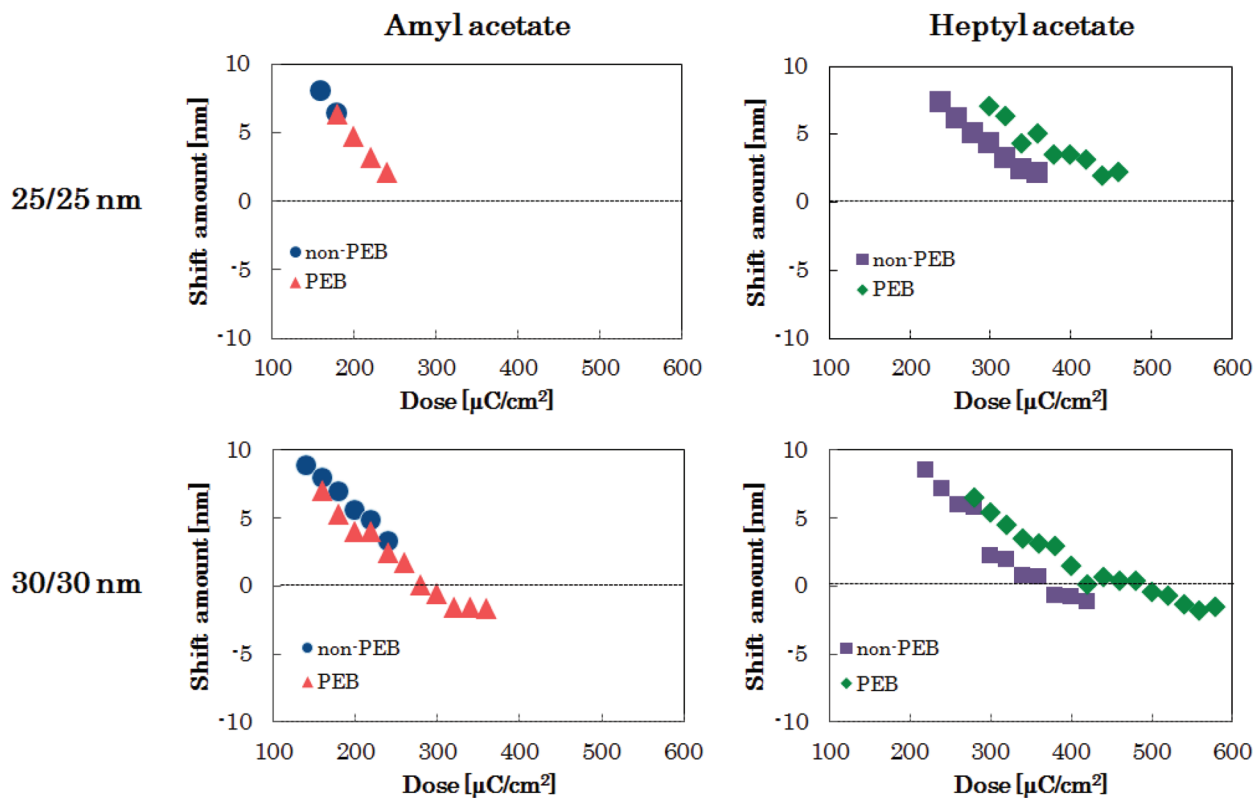 Amyl acetate
Heptyl acetate
25/25 nm
Shift amount [nm]
10
5
0
-5
-10
non-PEB
PEB
100 200 300 400 500 600
Dose [µC/cm²]
Shift amount [nm]
10
5
0
-5
-10
non-PEB
PEB
100 200 300 400 500 600
Dose [µC/cm²]
30/30 nm
Shift amount [nm]
10
5
0
-5
-10
non-PEB
PEB
100 200 300 400 500 600
Dose [µC/cm²]
Shift amount [nm]
10
5
0
-5
-10
non-PEB
PEB
100 200 300 400 500 600
Dose [µC/cm²]